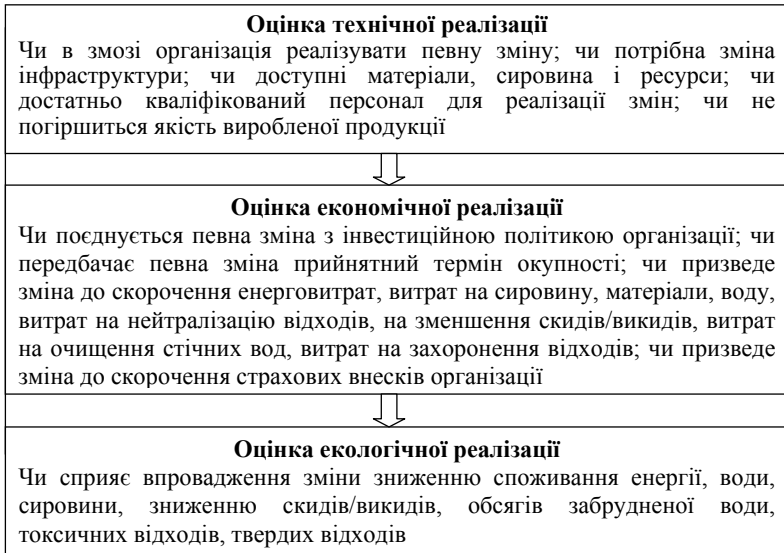 Оцінка технічної реалізації
Чи в змозі організація реалізувати певну зміну; чи потрібна зміна
інфраструктури; чи доступні матеріали, сировина і ресурси; чи
достатньо кваліфікований персонал для реалізації змін; чи не
погіршиться якість виробленої продукції
Оцінка економічної реалізації
Чи поєднується певна зміна з інвестиційною політикою організації; чи
передбачає певна зміна прийнятний термін окупності; чи призведе
зміна до скорочення енерговитрат, витрат на сировину, матеріали, воду,
витрат на нейтралізацію відходів, на зменшення скидів/викидів, витрат
на очищення стічних вод, витрат на захоронення відходів; чи призведе
зміна до скорочення страхових внесків організації
Оцінка екологічної реалізації
Чи сприяє впровадження зміни зниженню споживання енергії, води,
сировини, зниженню скидів/викидів, обсягів забрудненої води,
токсичних відходів, твердих відходів